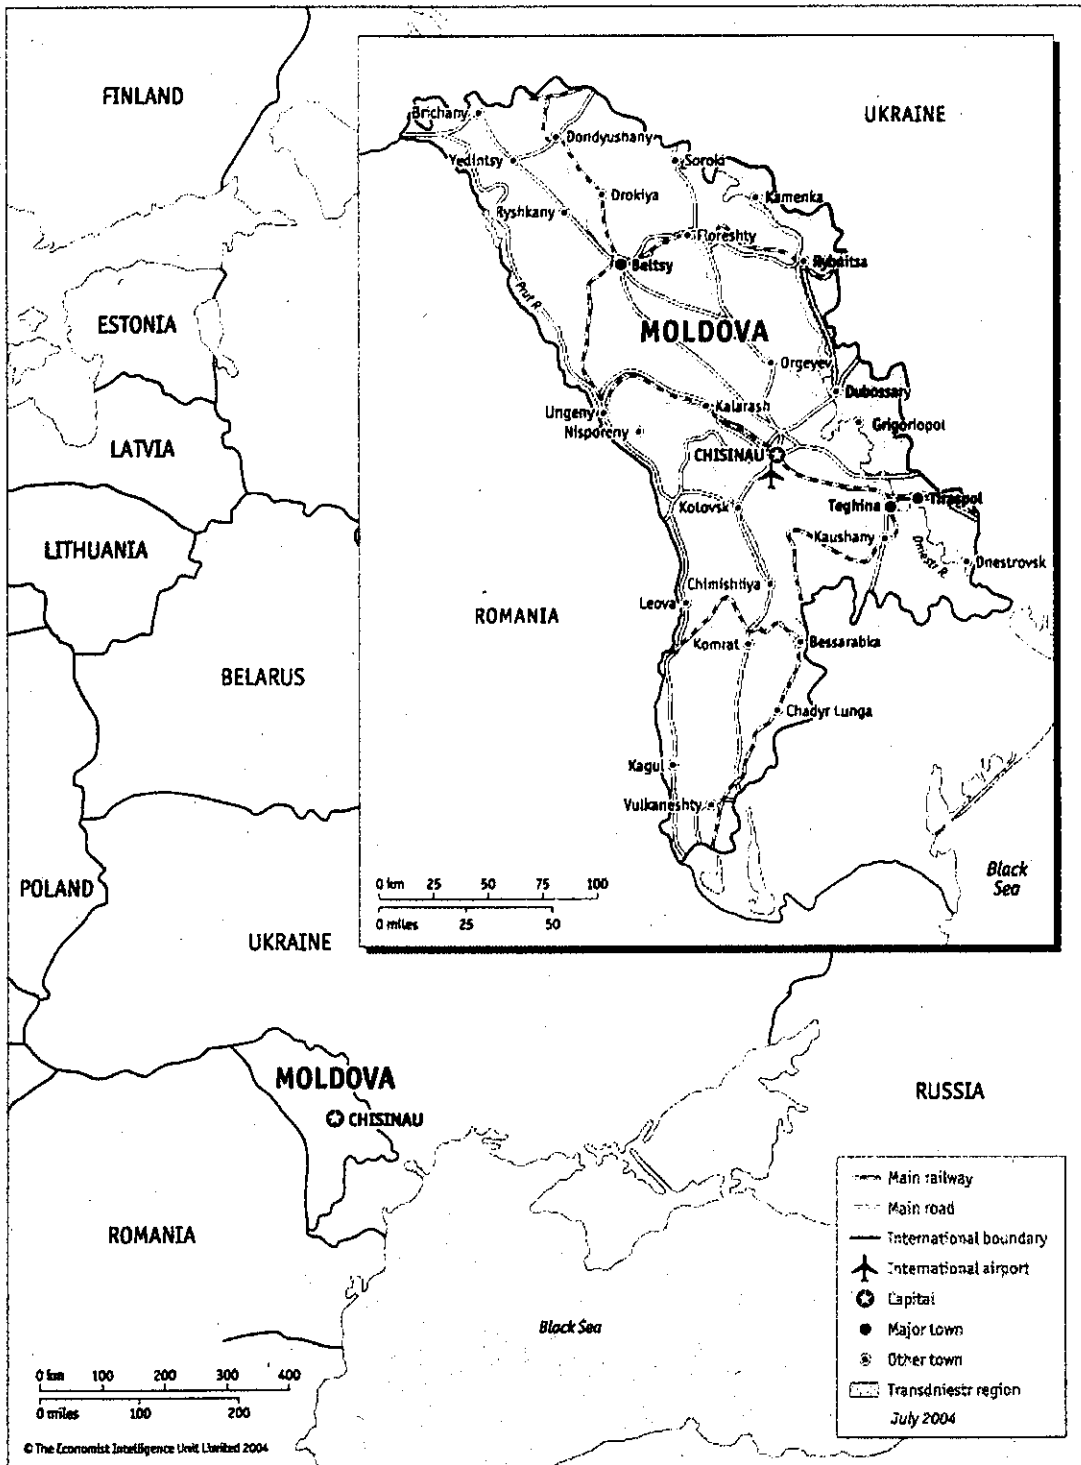 FINLAND
ESTONIA
LATVIA
LITHUANIA
BELARUS
POLAND
UKRAINE
MOLDOVA
CHISINAU
ROMANIA
RUSSIA
Black Sea
0 km 100 200 300 400
0 miles 100 200
© The Economist Intelligence Unit Limited 2004
UKRAINE
Brichany
Dondyushany
Yedintsy
Soroki
Drokiya
Kamenka
Ryshkany
Floreshty
Beltsy
Rybnitsa
Prut R.
MOLDOVA
Orgeyev
Dubossary
Kalarash
Ungeny
Grigoriopol
Nisporeny
CHISINAU
Kotovsk
Teghina
Tiraspol
Kaushany
Dniestr R.
Dnestrovsk
Chimishliya
Leova
ROMANIA
Komrat
Bessarabka
Chadyr Lunga
Kagul
Vulkaneshty
Black
Sea
0 km 25 50 75 100
0 miles 25 50
Main railway
Main road
International boundary
International airport
Capital
Major town
Other town
Transdniestr region
July 2004